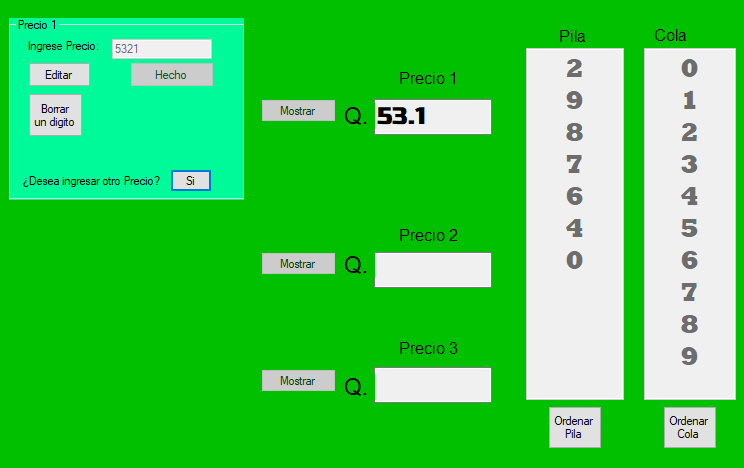 Precio 1
Ingrese Precio:
5321
Editar
Hecho
Borrar
un digito
¿Desea ingresar otro Precio?
Si
Precio 1
Mostrar
Q.
53.1
Precio 2
Mostrar
Q.
Precio 3
Mostrar
Q.
Pila
2
9
8
7
6
4
0
Ordenar
Pila
Cola
0
1
2
3
4
5
6
7
8
9
Ordenar
Cola